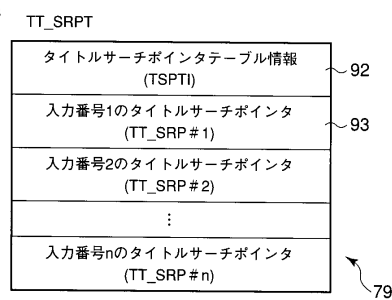 TT_SRPT
タイトルサーチポインタテーブル情報
(TSPTI)
92
入力番号1のタイトルサーチポインタ
(TT_SRP#1)
93
入力番号2のタイトルサーチポインタ
(TT_SRP#2)
⋮
入力番号nのタイトルサーチポインタ
(TT_SRP#n)
79